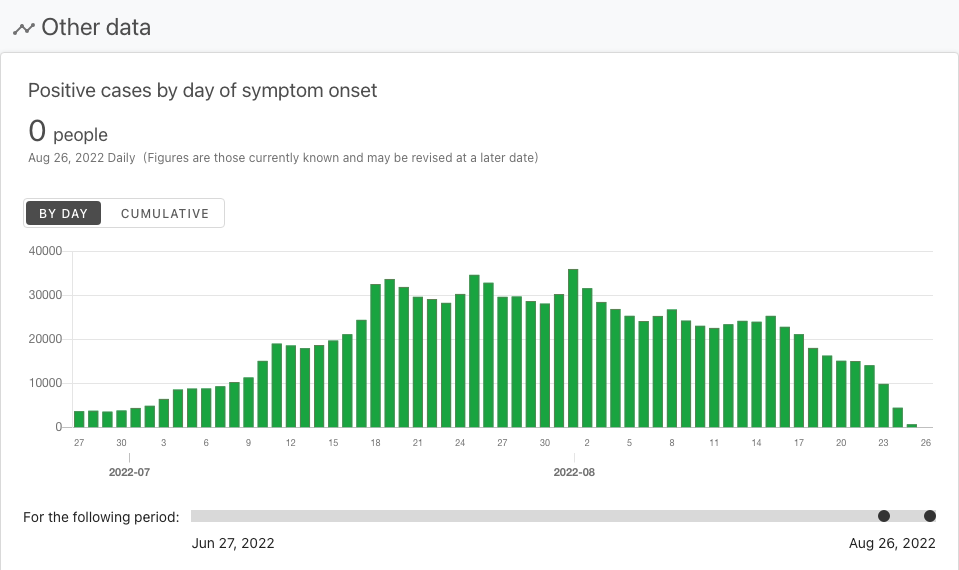 Other data
Positive cases by day of symptom onset
0 people
Aug 26, 2022 Daily (Figures are those currently known and may be revised at a later date)
BY DAY CUMULATIVE
40000
30000
20000
10000
0
27 30 3 6 9 12 15 18 21 24 27 30 2 5 8 11 14 17 20 23 26
2022-07 2022-08
For the following period:
Jun 27, 2022 Aug 26, 2022